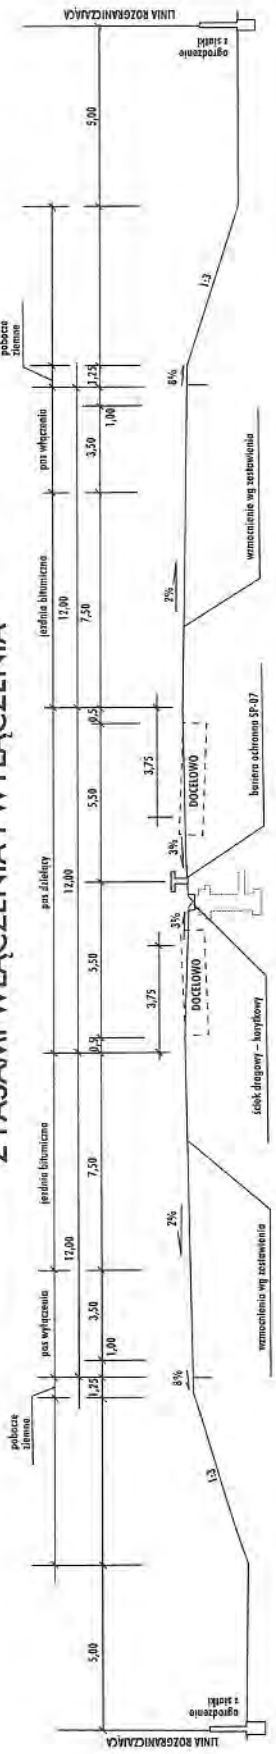 Z PASAMI WŁĄCZENIA I WYŁĄCZENIA
pobocze
ziemne
pas wyłączenia
jezdnia bitumiczna
pas dzielący
jezdnia bitumiczna
pas włączenia
pobocze
ziemne
12,00
12,00
12,00
5,00
1,25
3,50
7,50
0,5
5,50
5,50
0,5
7,50
3,50
1,25
5,00
1,00
1,00
3,75
3,75
LINIA ROZGRANICZAJĄCA
ogrodzenie
z siatki
1:3
8%
2%
DOCELOWO
3%
3%
DOCELOWO
2%
8%
1:3
ogrodzenie
z siatki
LINIA ROZGRANICZAJĄCA
wzmocnienie wg zestawienia
ściek drogowy – korytkowy
bariera ochronna SP-07
wzmocnienie wg zestawienia